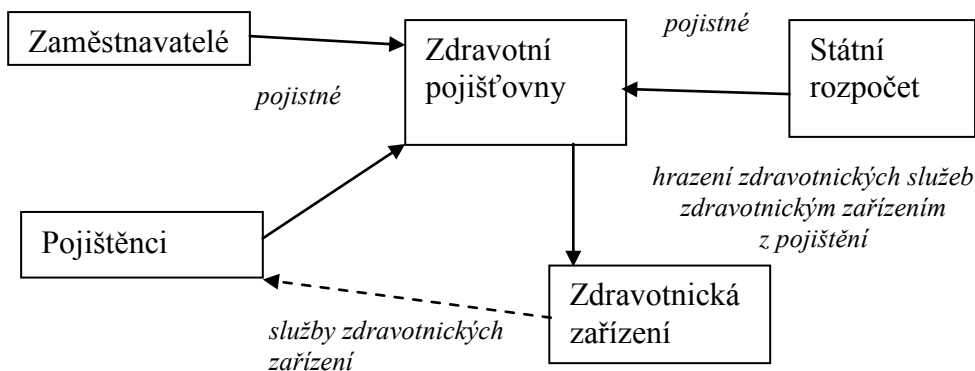 Zaměstnavatelé
pojistné
Zdravotní
pojišťovny
pojistné
Státní
rozpočet
hrazení zdravotnických služeb
zdravotnickým zařízením
z pojištění
Pojištěnci
služby zdravotnických
zařízení
Zdravotnická
zařízení